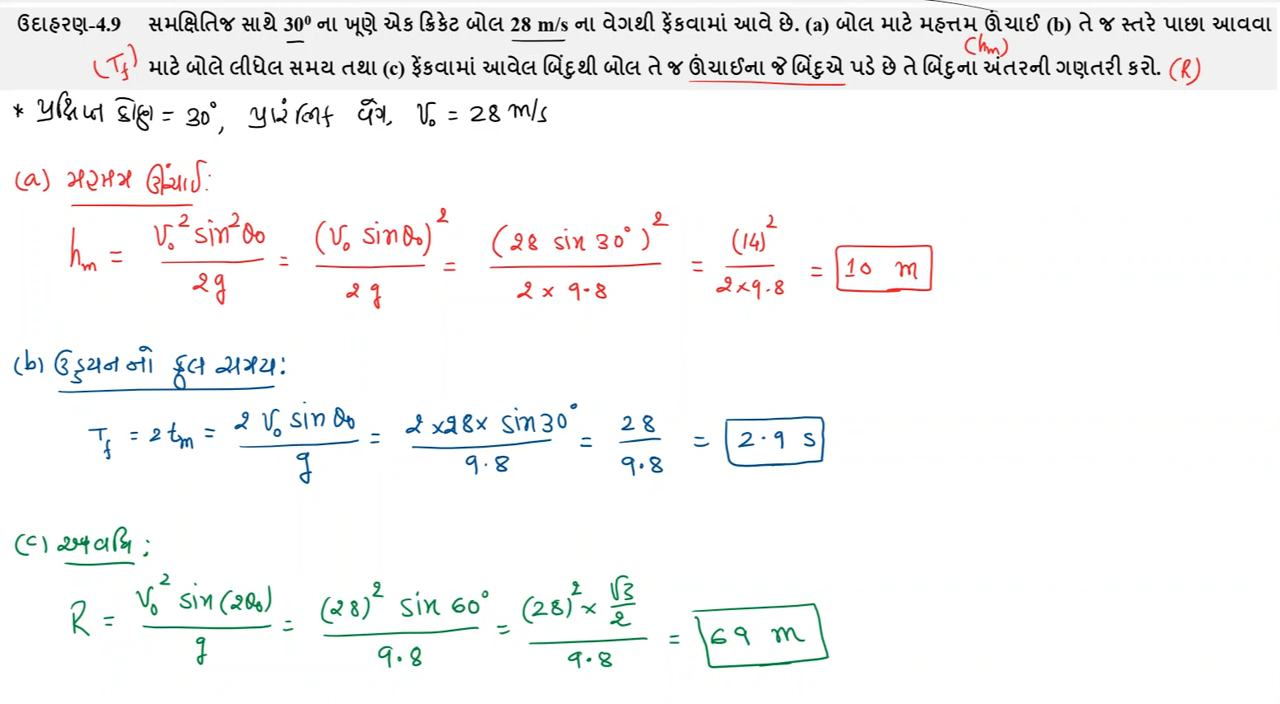 ઉદાહરણ-4.9 સમક્ષિતિજ સાથે 30⁰ ના ખૂણે એક ક્રિકેટ બોલ 28 m/s ના વેગથી ફેંકવામાં આવે છે. (a) બોલ માટે મહત્તમ ઊંચાઈ (b) તે જ સ્તરે પાછા આવવા
(hm)
(Tf) માટે બોલે લીધેલ સમય તથા (c) ફેંકવામાં આવેલ બિંદુથી બોલ તે જ ઊંચાઈના જે બિંદુએ પડે છે તે બિંદુના અંતરની ગણતરી કરો. (R)
* પ્રક્ષિપ્ત કોણ = 30°, પ્રારંભિક વેગ, v₀ = 28 m/s
(a) મહત્તમ ઊંચાઈ:
hm = v₀² sin²θ₀ / 2g = (v₀ sinθ₀)² / 2g = (28 sin 30°)² / 2 × 9.8 = (14)² / 2×9.8 = 10 m
(b) ઉડ્ડયનનો કુલ સમય:
Tf = 2tm = 2 v₀ sin θ₀ / g = 2×28× sin30° / 9.8 = 28 / 9.8 = 2.9 s
(c) અવધિ:
R = v₀² sin(2θ₀) / g = (28)² sin 60° / 9.8 = (28)² × √3/2 / 9.8 = 69 m